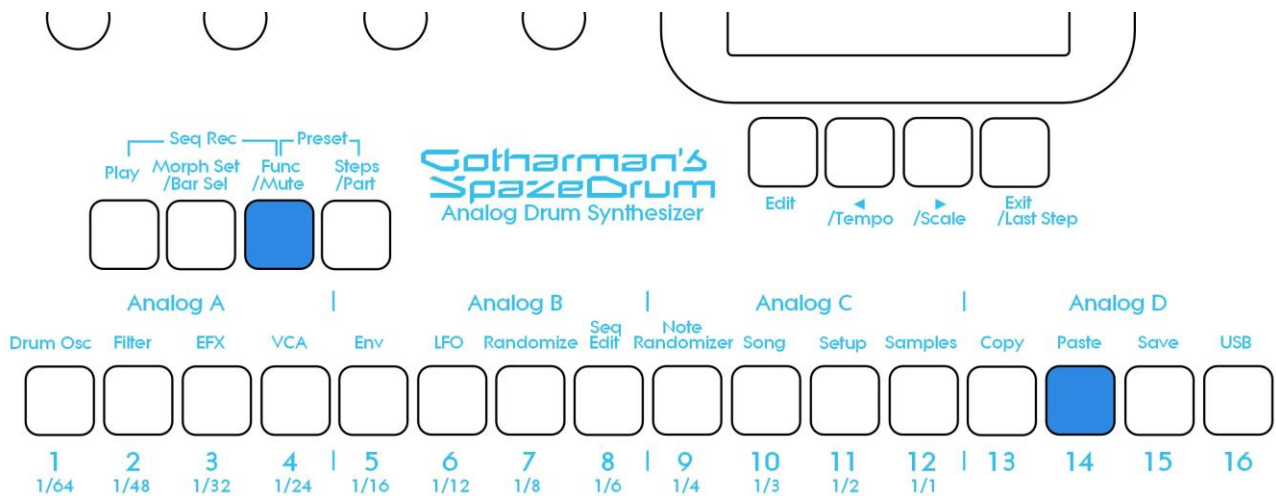 Seq Rec Preset
Play Morph Set /Bar Sel Func /Mute Steps /Part
Gotharman's
SpazeDrum
Analog Drum Synthesizer
Edit ◄ /Tempo ► /Scale Exit /Last Step
Analog A | Analog B | Analog C | Analog D
Drum Osc Filter EFX VCA Env LFO Randomize Seq Edit Note Randomizer Song Setup Samples Copy Paste Save USB
1 2 3 4 | 5 6 7 8 | 9 10 11 12 | 13 14 15 16
1/64 1/48 1/32 1/24 1/16 1/12 1/8 1/6 1/4 1/3 1/2 1/1